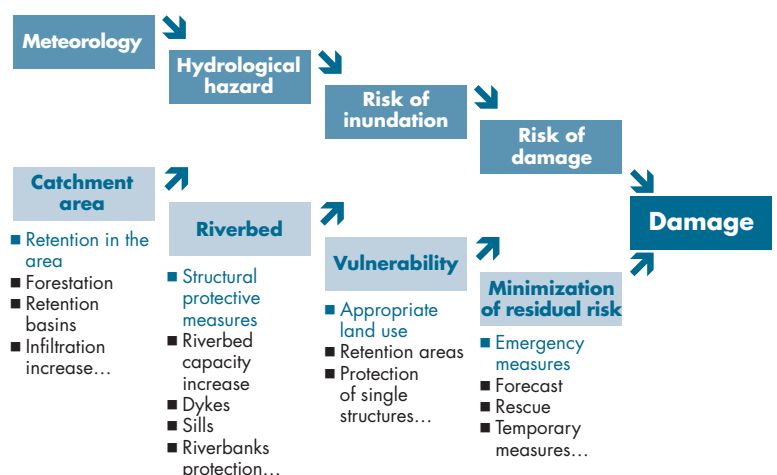 Meteorology
Hydrological
hazard
Risk of
inundation
Risk of
damage
Damage
Catchment
area
■ Retention in the
area
■ Forestation
■ Retention
basins
■ Infiltration
increase…
Riverbed
■ Structural
protective
measures
■ Riverbed
capacity
increase
■ Dykes
■ Sills
■ Riverbanks
protection…
Vulnerability
■ Appropriate
land use
■ Retention areas
■ Protection
of single
structures…
Minimization
of residual risk
■ Emergency
measures
■ Forecast
■ Rescue
■ Temporary
measures…